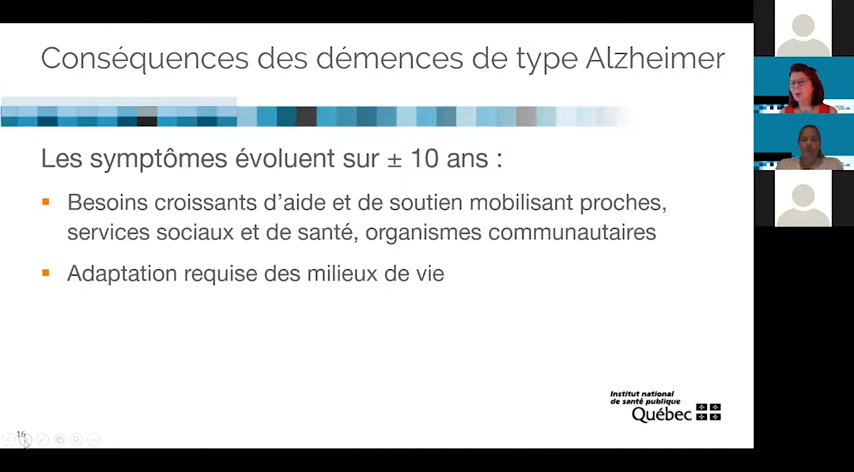 Conséquences des démences de type Alzheimer
Les symptômes évoluent sur ± 10 ans :
Besoins croissants d'aide et de soutien mobilisant proches,
services sociaux et de santé, organismes communautaires
Adaptation requise des milieux de vie
Institut national
de santé publique
Québec
16